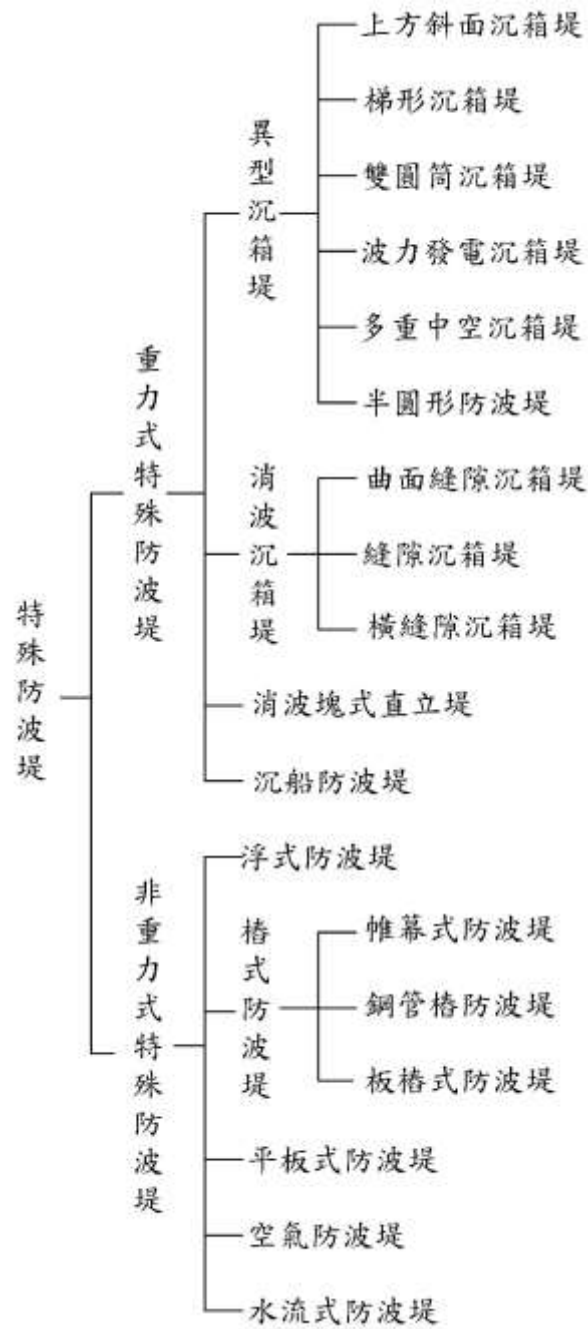 特殊防波堤
重力式特殊防波堤
異型沉箱堤
上方斜面沉箱堤
梯形沉箱堤
雙圓筒沉箱堤
波力發電沉箱堤
多重中空沉箱堤
半圓形防波堤
消波沉箱堤
曲面縫隙沉箱堤
縫隙沉箱堤
橫縫隙沉箱堤
消波塊式直立堤
沉船防波堤
非重力式特殊防波堤
浮式防波堤
樁式防波堤
帷幕式防波堤
鋼管樁防波堤
板樁式防波堤
平板式防波堤
空氣防波堤
水流式防波堤